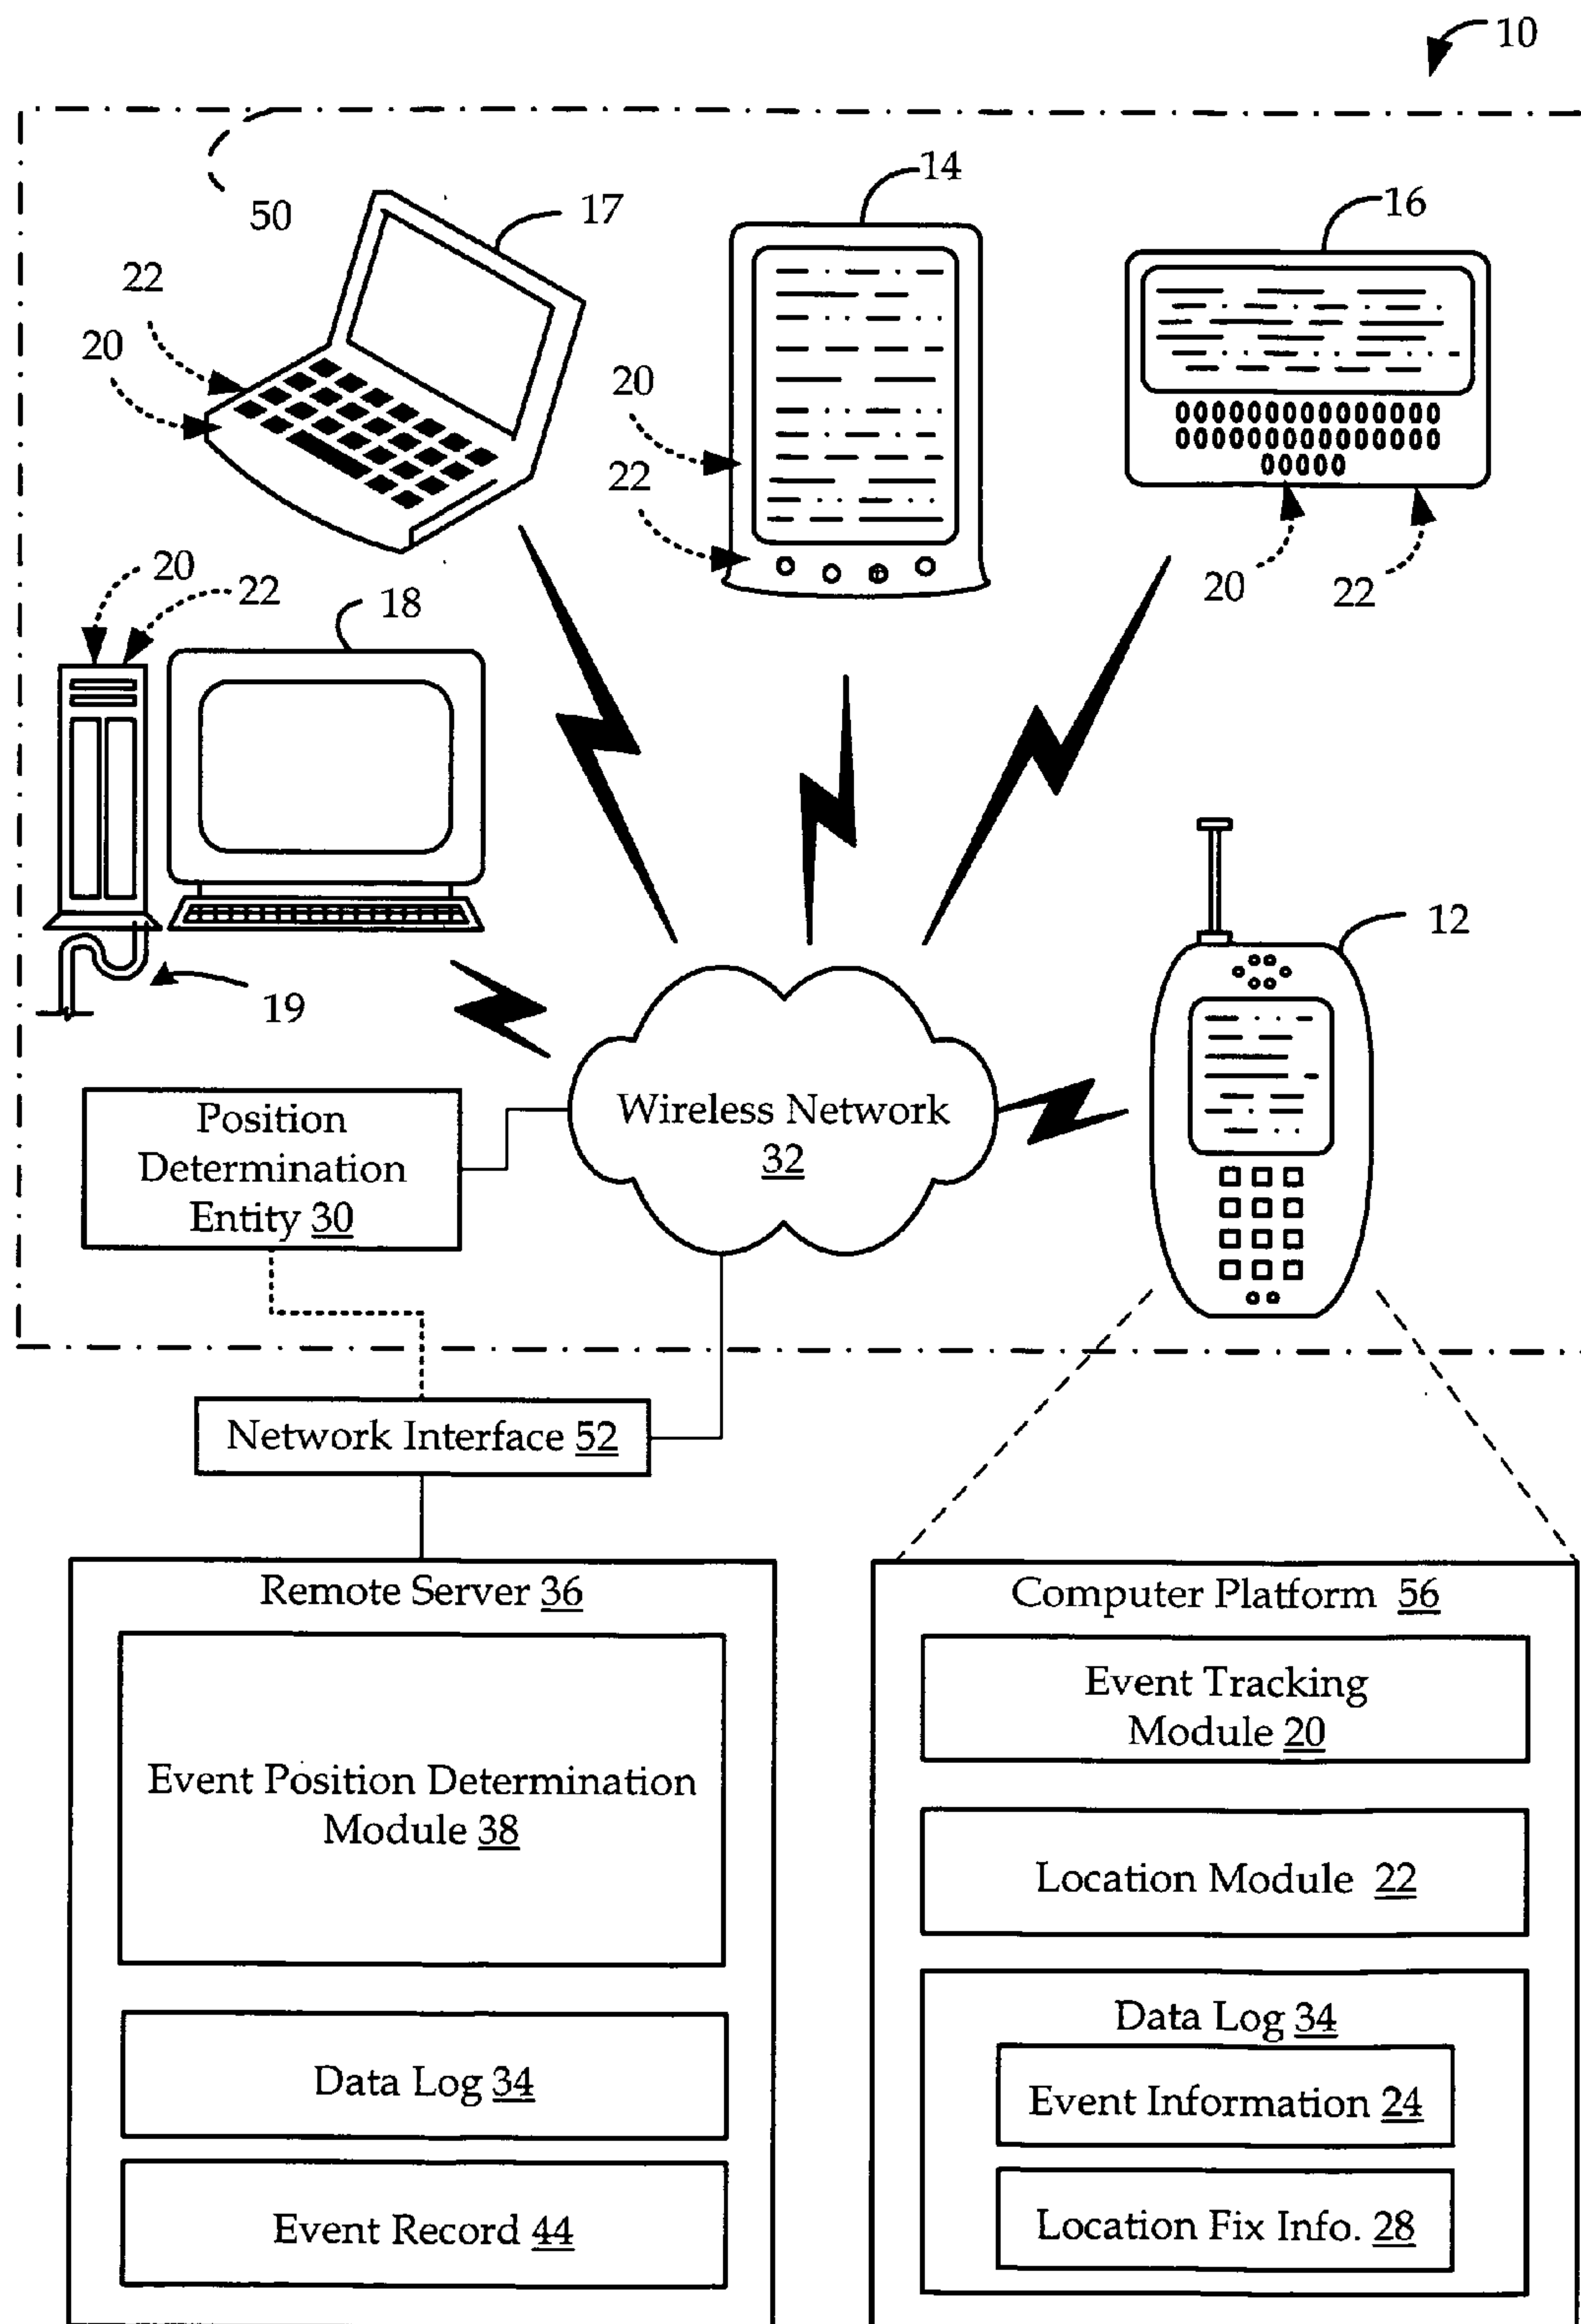 10
50
17
14
16
22
20
20
22
20
22
20
22
18
19
12
Wireless Network
32
Position
Determination
Entity 30
Network Interface 52
Remote Server 36
Event Position Determination
Module 38
Data Log 34
Event Record 44
Computer Platform 56
Event Tracking
Module 20
Location Module 22
Data Log 34
Event Information 24
Location Fix Info. 28